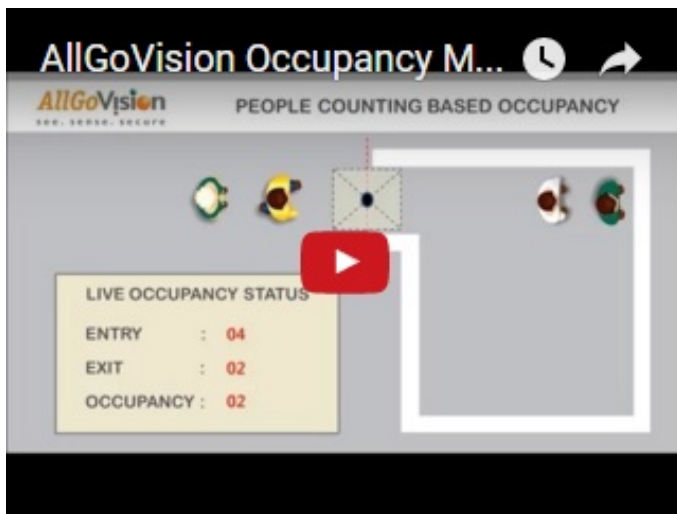 AllGoVision Occupancy M...
AllGoVision
see. sense. secure
PEOPLE COUNTING BASED OCCUPANCY
LIVE OCCUPANCY STATUS
ENTRY : 04
EXIT : 02
OCCUPANCY : 02